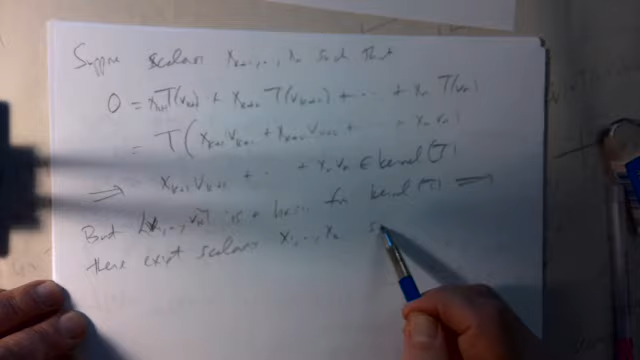 Suppose scalars x_{k+1}, .., x_n such that
0 = x_{k+1}T(v_{k+1}) + x_{k+2} T(v_{k+2}) + ... + x_n T(v_n)
= T(x_{k+1}v_{k+1} + x_{k+2}v_{k+2} + ... + x_n v_n)
⟹ x_{k+1}v_{k+1} + ... + x_n v_n ∈ kernel(T)
But {v_1, .., v_k} is a basis for kernel(T) ⟹
there exist scalars x_1, .., x_k s